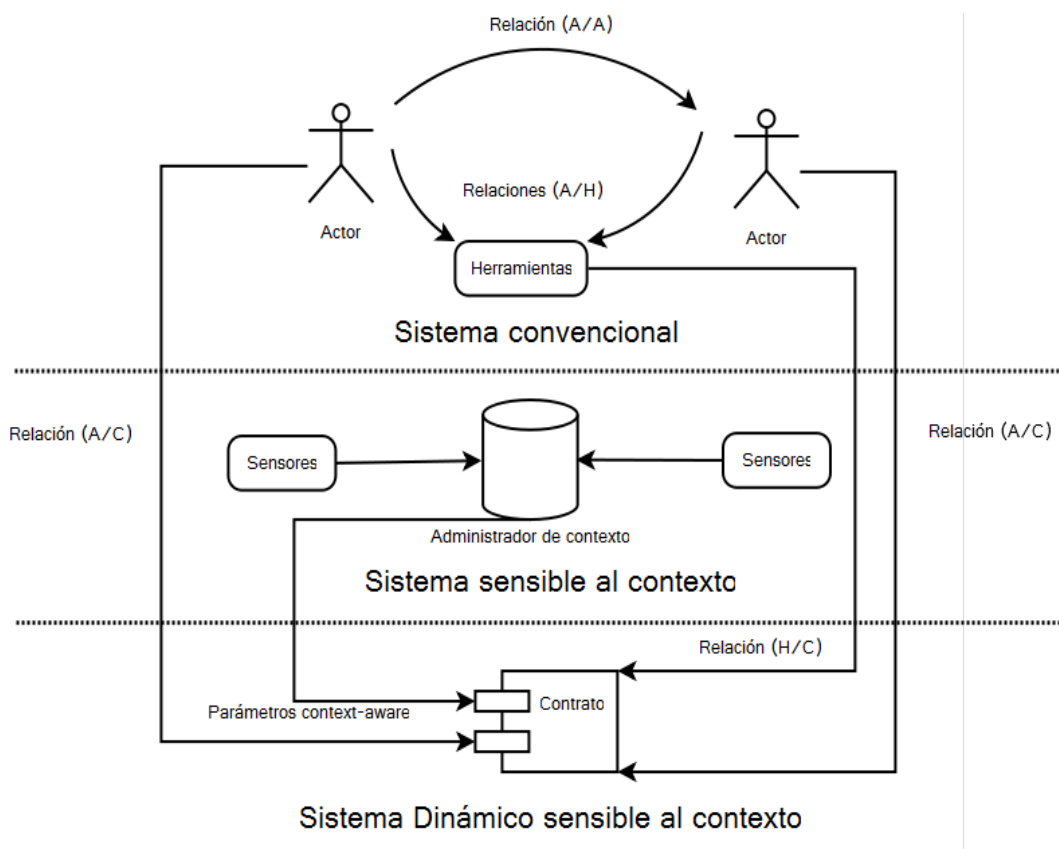 Relación (A/A)
Relaciones (A/H)
Actor
Actor
Herramientas
Sistema convencional
Relación (A/C)
Relación (A/C)
Sensores
Sensores
Administrador de contexto
Sistema sensible al contexto
Relación (H/C)
Contrato
Parámetros context-aware
Sistema Dinámico sensible al contexto